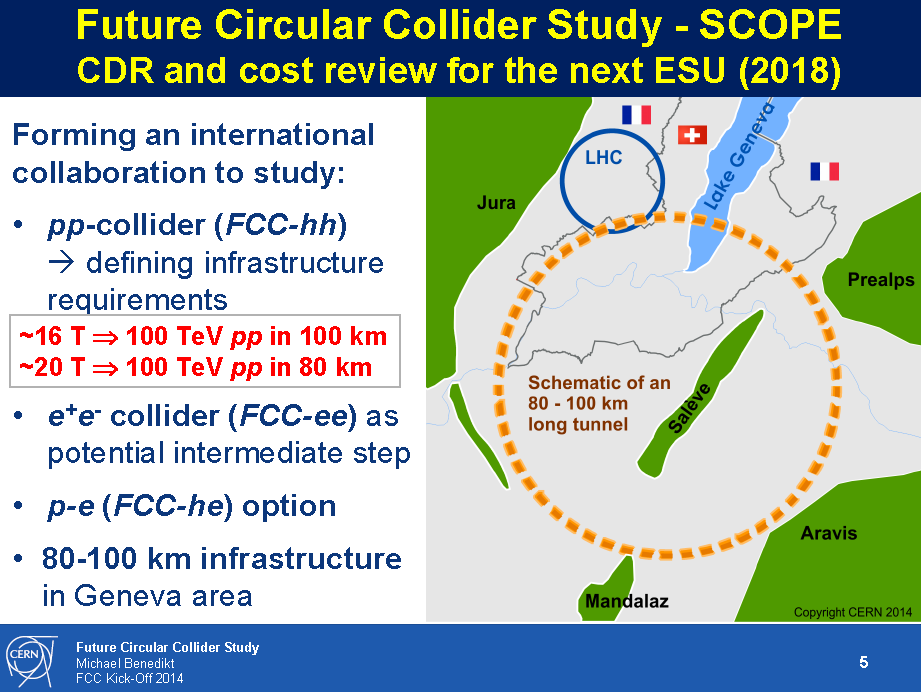 Future Circular Collider Study - SCOPE
CDR and cost review for the next ESU (2018)
Forming an international
collaboration to study:
• pp-collider (FCC-hh)
→ defining infrastructure
requirements
~16 T ⇒ 100 TeV pp in 100 km
~20 T ⇒ 100 TeV pp in 80 km
• e+e- collider (FCC-ee) as
potential intermediate step
• p-e (FCC-he) option
• 80-100 km infrastructure
in Geneva area
LHC
Lake Geneva
Jura
Prealps
Schematic of an
80 - 100 km
long tunnel
Salève
Aravis
Mandalaz
Copyright CERN 2014
CERN
Future Circular Collider Study
Michael Benedikt
FCC Kick-Off 2014
5